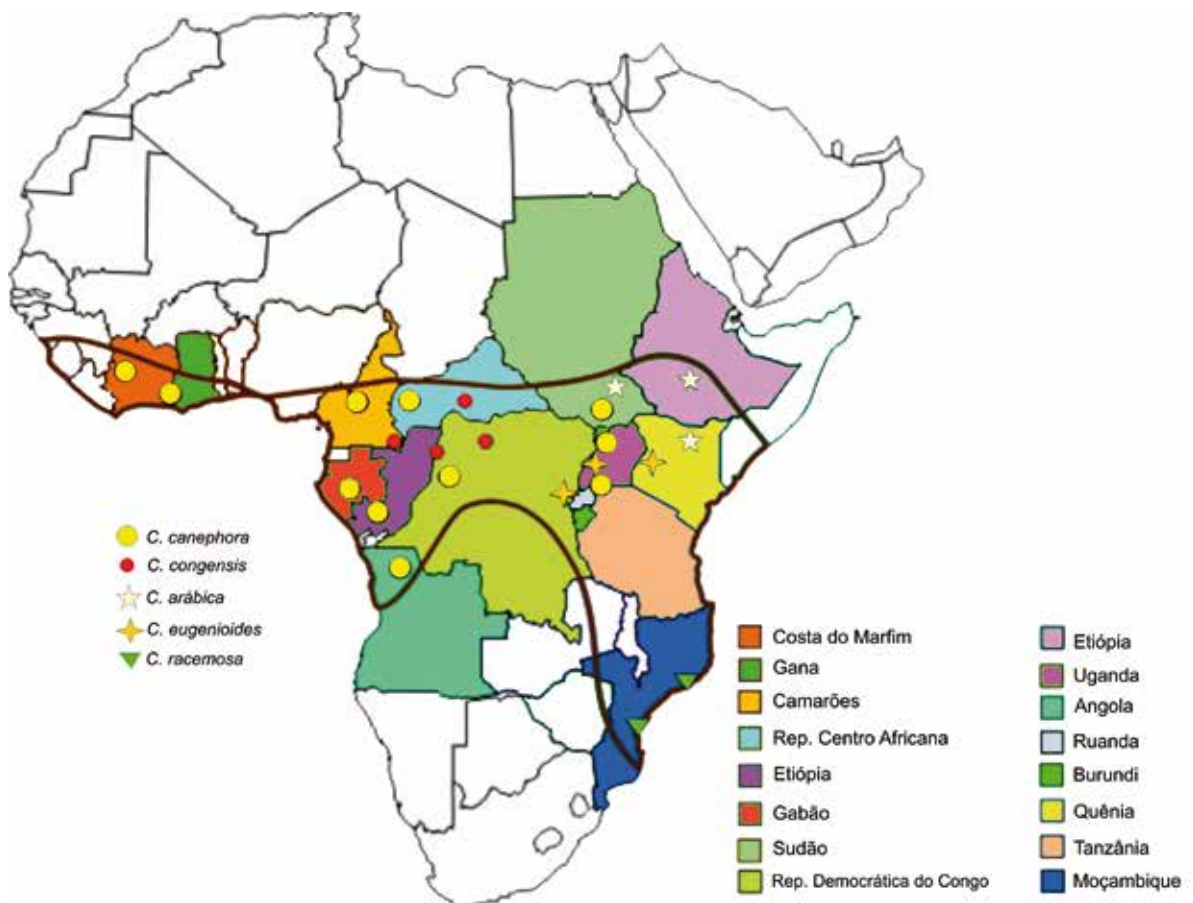 C. canephora
C. congensis
C. arábica
C. eugenioides
C. racemosa
Costa do Marfim
Gana
Camarões
Rep. Centro Africana
Etiópia
Gabão
Sudão
Rep. Democrática do Congo
Etiópia
Uganda
Angola
Ruanda
Burundi
Quênia
Tanzânia
Moçambique